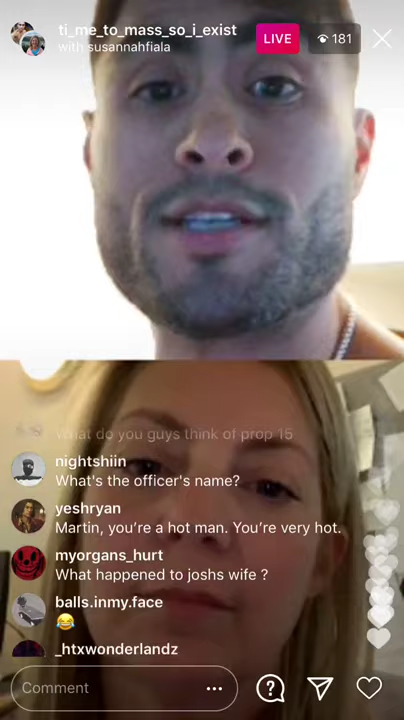 ti_me_to_mass_so_i_exist
with susannahfiala
LIVE
181
What do you guys think of prop 15
nightshiin
What's the officer's name?
yeshryan
Martin, you're a hot man. You're very hot.
myorgans_hurt
What happened to joshs wife ?
balls.inmy.face
😂
_htxwonderlandz
Comment